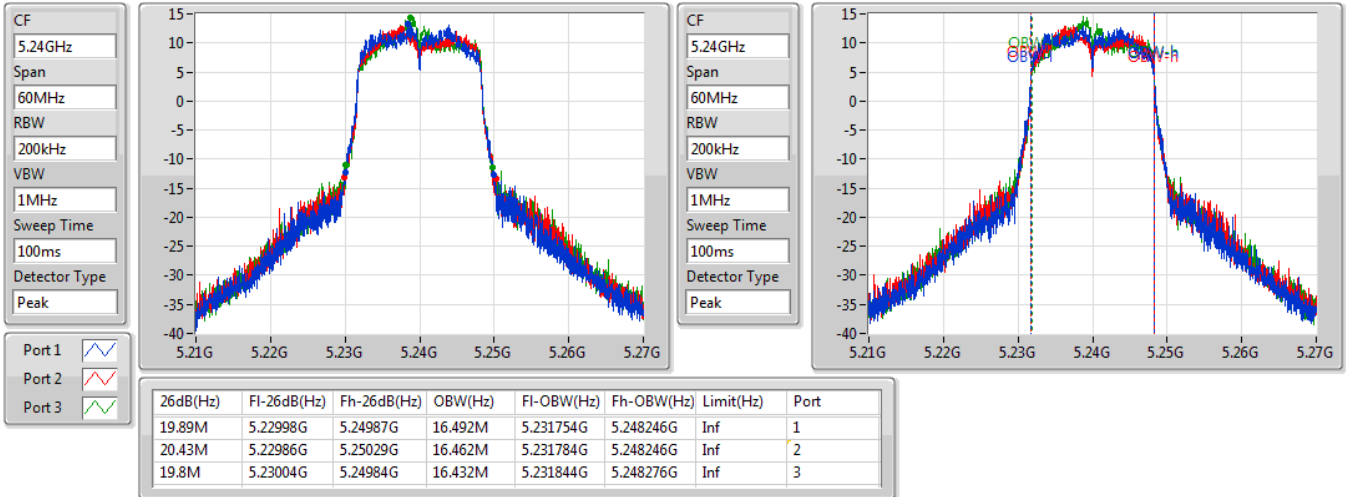 CF
5.24GHz
Span
60MHz
RBW
200kHz
VBW
1MHz
Sweep Time
100ms
Detector Type
Peak
15
10
5
0
-5
-10
-15
-20
-25
-30
-35
-40
5.21G 5.22G 5.23G 5.24G 5.25G 5.26G 5.27G
CF
5.24GHz
Span
60MHz
RBW
200kHz
VBW
1MHz
Sweep Time
100ms
Detector Type
Peak
15
10
5
0
-5
-10
-15
-20
-25
-30
-35
-40
OBW-h
5.21G 5.22G 5.23G 5.24G 5.25G 5.26G 5.27G
Port 1
Port 2
Port 3
26dB(Hz) Fl-26dB(Hz) Fh-26dB(Hz) OBW(Hz) Fl-OBW(Hz) Fh-OBW(Hz) Limit(Hz) Port
19.89M 5.22998G 5.24987G 16.492M 5.231754G 5.248246G Inf 1
20.43M 5.22986G 5.25029G 16.462M 5.231784G 5.248246G Inf 2
19.8M 5.23004G 5.24984G 16.432M 5.231844G 5.248276G Inf 3